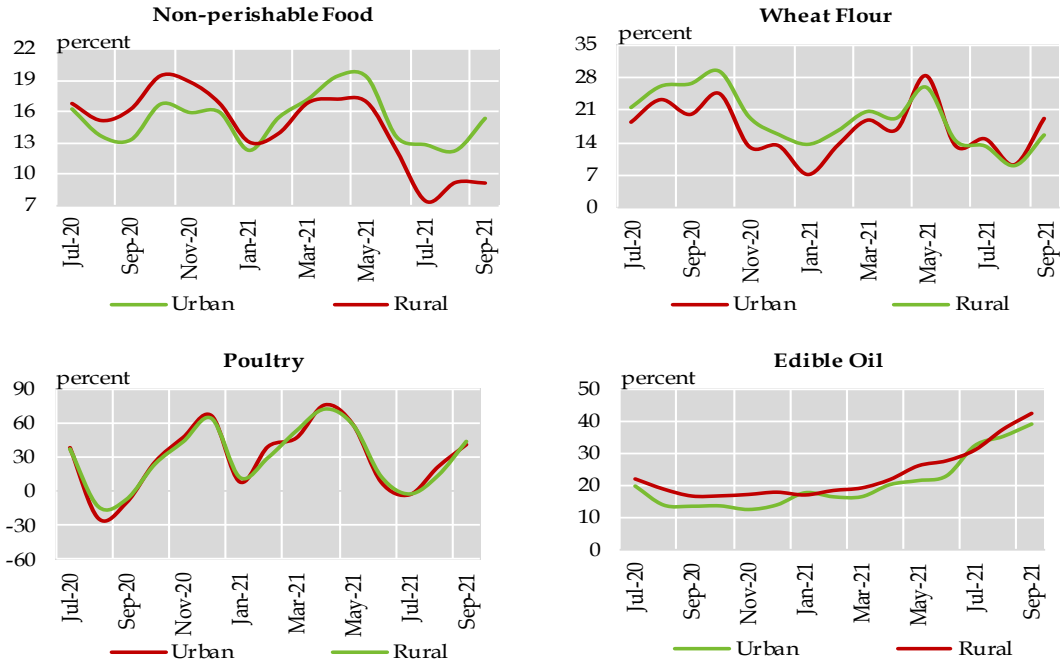 Non-perishable Food
percent
22
19
16
13
10
7
Jul-20
Sep-20
Nov-20
Jan-21
Mar-21
May-21
Jul-21
Sep-21
Urban
Rural
Wheat Flour
percent
35
28
21
14
7
0
Jul-20
Sep-20
Nov-20
Jan-21
Mar-21
May-21
Jul-21
Sep-21
Urban
Rural
Poultry
percent
90
60
30
0
-30
-60
Jul-20
Sep-20
Nov-20
Jan-21
Mar-21
May-21
Jul-21
Sep-21
Urban
Rural
Edible Oil
percent
50
40
30
20
10
0
Jul-20
Sep-20
Nov-20
Jan-21
Mar-21
May-21
Jul-21
Sep-21
Urban
Rural